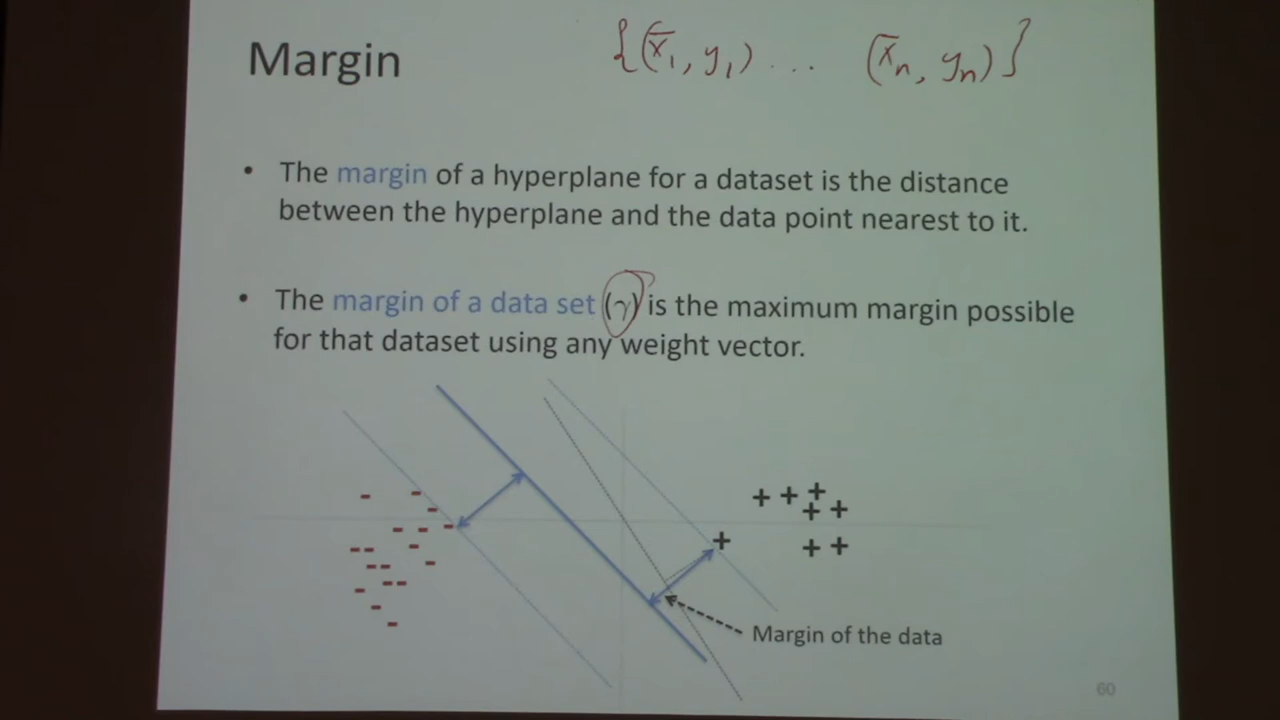 Margin {(x̄₁, y₁) ... (x̄ₙ, yₙ)}
• The margin of a hyperplane for a dataset is the distance
between the hyperplane and the data point nearest to it.
• The margin of a data set (γ) is the maximum margin possible
for that dataset using any weight vector.
Margin of the data
60